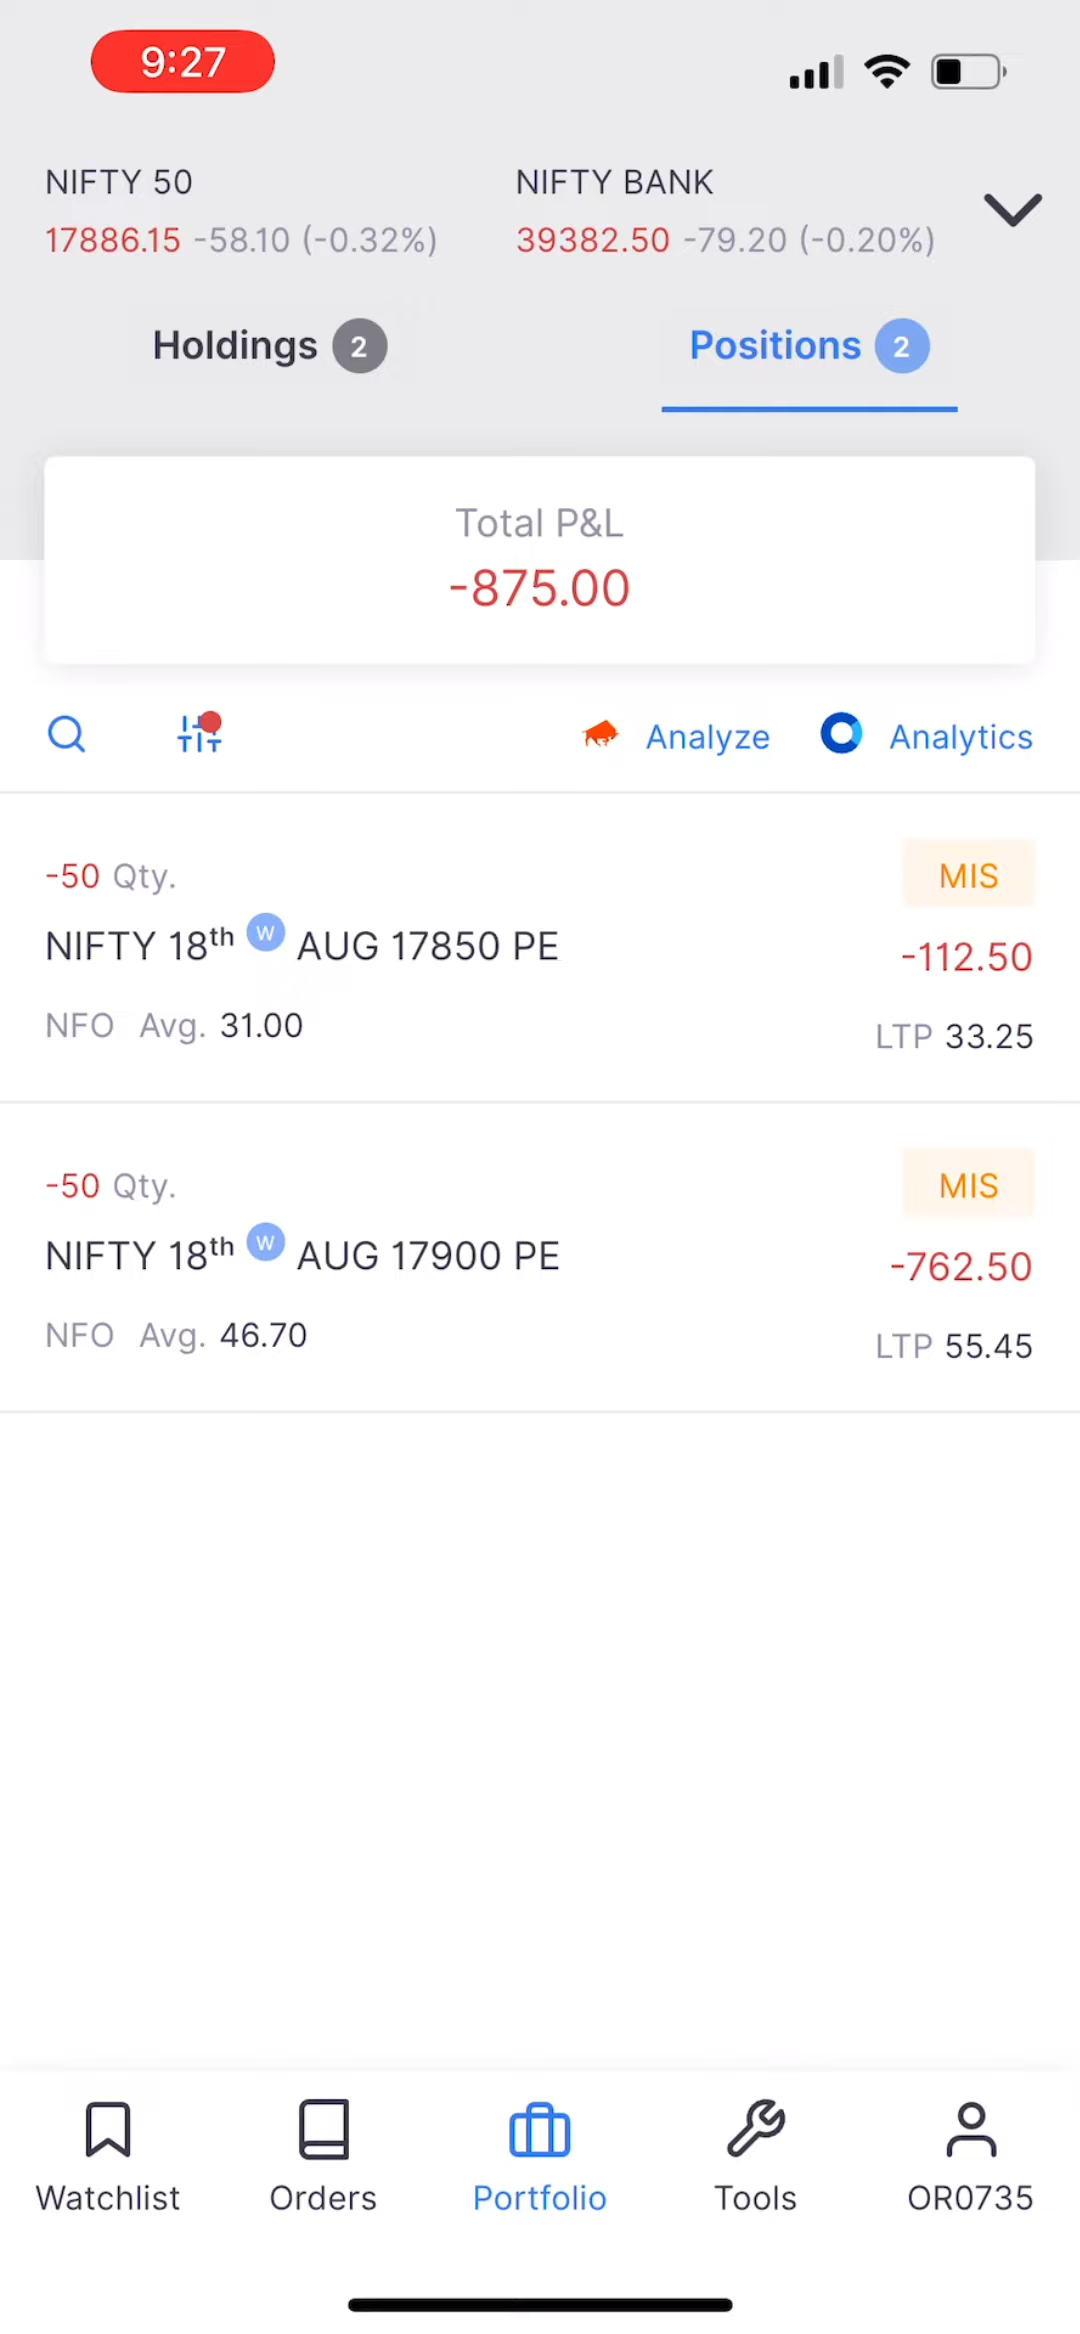 9:27
NIFTY 50 NIFTY BANK
17886.15 -58.10 (-0.32%) 39382.50 -79.20 (-0.20%)
Holdings 2 Positions 2
Total P&L
-875.00
Analyze Analytics
-50 Qty. MIS
NIFTY 18th W AUG 17850 PE -112.50
NFO Avg. 31.00 LTP 33.25
-50 Qty. MIS
NIFTY 18th W AUG 17900 PE -762.50
NFO Avg. 46.70 LTP 55.45
Watchlist Orders Portfolio Tools OR0735